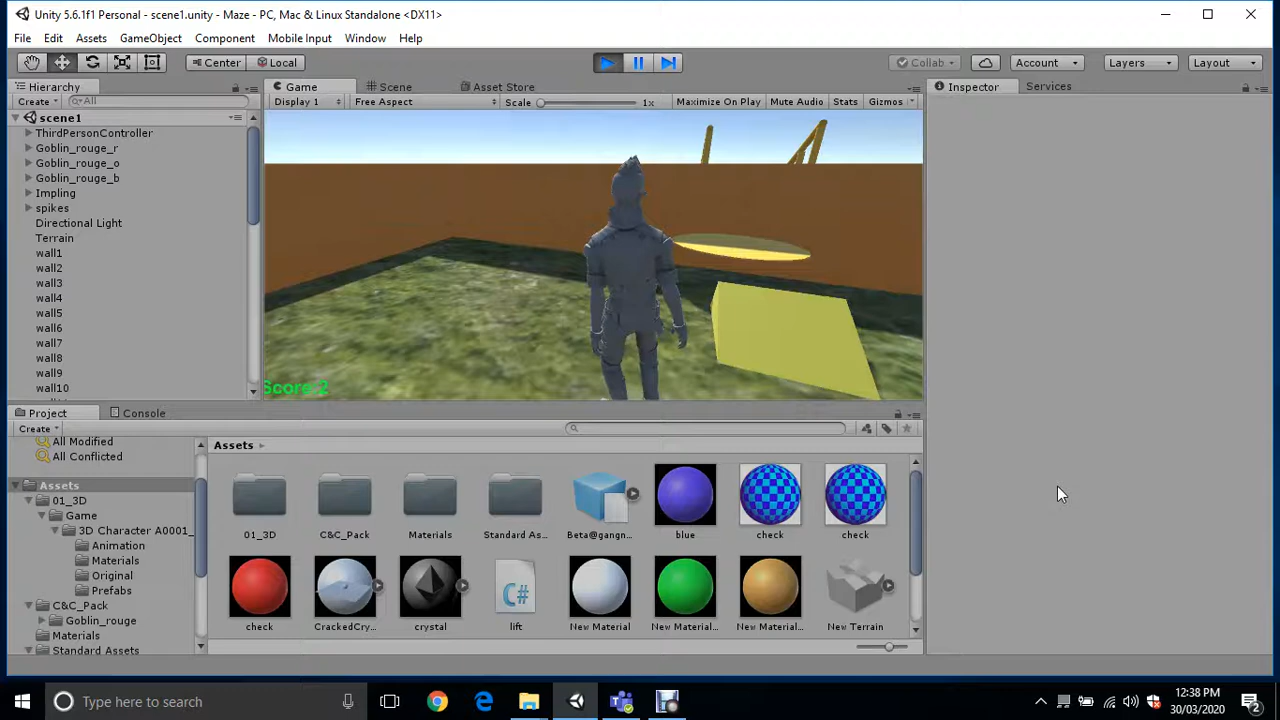 Unity 5.6.1f1 Personal - scene1.unity - Maze - PC, Mac & Linux Standalone <DX11>
File Edit Assets GameObject Component Mobile Input Window Help
Center Local Collab Account Layers Layout
Hierarchy Game Scene Asset Store Inspector Services
Create All Display 1 Free Aspect Scale 1x Maximize On Play Mute Audio Stats Gizmos
scene1
ThirdPersonController
Goblin_rouge_r
Goblin_rouge_o
Goblin_rouge_b
Impling
spikes
Directional Light
Terrain
wall1
wall2
wall3
wall4
wall5
wall6
wall7
wall8
wall9
wall10
Score:2
Project Console
Create
All Modified
All Conflicted
Assets
01_3D
Game
3D Character A0001_
Animation
Materials
Original
Prefabs
C&C_Pack
Goblin_rouge
Materials
Standard Assets
Assets
01_3D C&C_Pack Materials Standard As... Beta@gangn... blue check check
C#
check CrackedCry... crystal lift New Material New Material... New Material... New Terrain
Type here to search
12:38 PM
30/03/2020
2